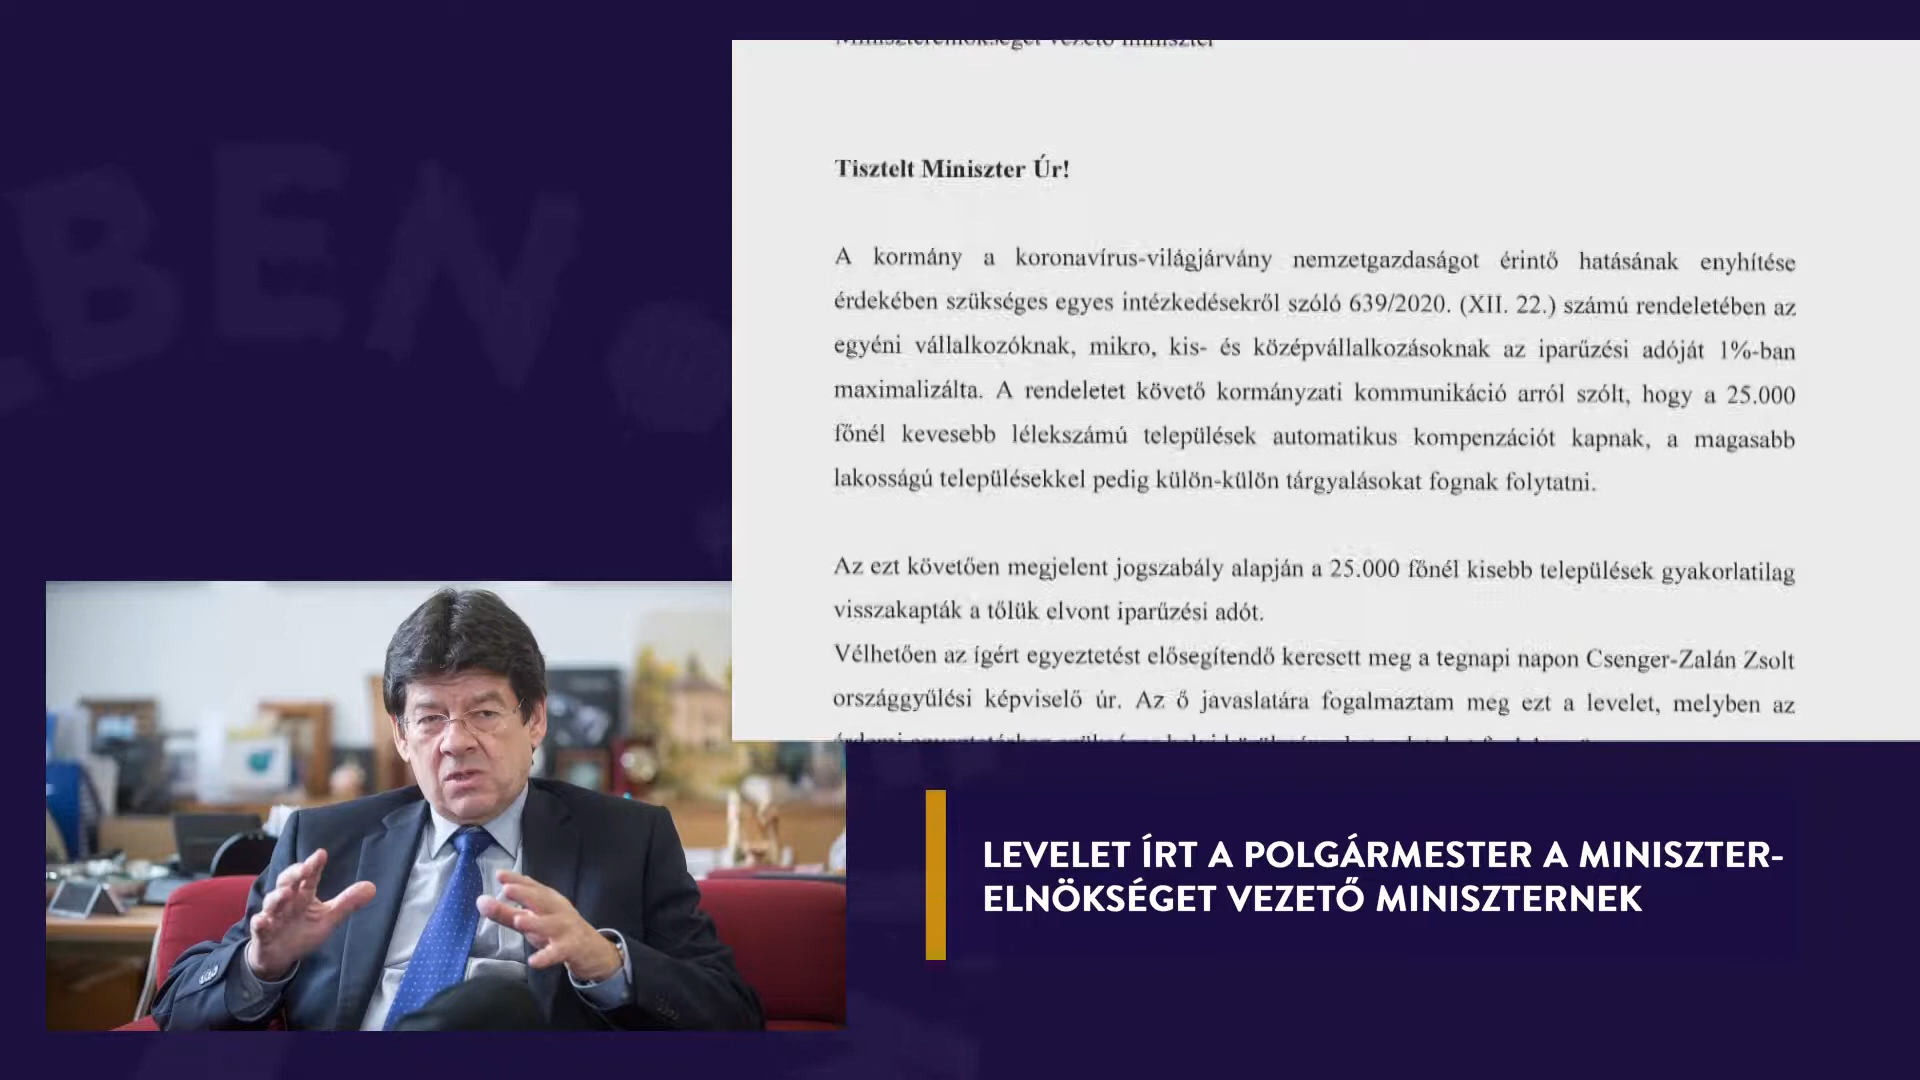 Miniszterelnökséget vezető miniszter
Tisztelt Miniszter Úr!
A kormány a koronavírus-világjárvány nemzetgazdaságot érintő hatásának enyhítése
érdekében szükséges egyes intézkedésekről szóló 639/2020. (XII. 22.) számú rendeletében az
egyéni vállalkozóknak, mikro, kis- és középvállalkozásoknak az iparűzési adóját 1%-ban
maximalizálta. A rendeletet követő kormányzati kommunikáció arról szólt, hogy a 25.000
főnél kevesebb lélekszámú települések automatikus kompenzációt kapnak, a magasabb
lakosságú településekkel pedig külön-külön tárgyalásokat fognak folytatni.
Az ezt követően megjelent jogszabály alapján a 25.000 főnél kisebb települések gyakorlatilag
visszakapták a tőlük elvont iparűzési adót.
Vélhetően az ígért egyeztetést elősegítendő keresett meg a tegnapi napon Csenger-Zalán Zsolt
országgyűlési képviselő úr. Az ő javaslatára fogalmaztam meg ezt a levelet, melyben az
BEN
LEVELET ÍRT A POLGÁRMESTER A MINISZTER-
ELNÖKSÉGET VEZETŐ MINISZTERNEK